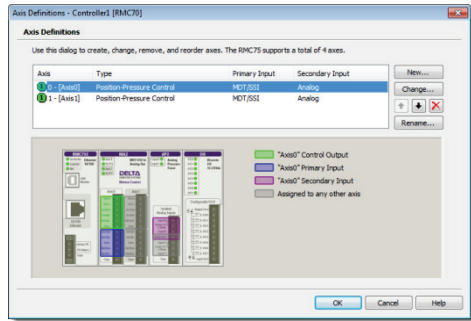 Axis Definitions - Controller1 [RMC70]
Axis Definitions
Use this dialog to create, change, remove, and reorder axes. The RMC75 supports a total of 4 axes.
Axis Type Primary Input Secondary Input
0 - [Axis0] Position-Pressure Control MDT/SSI Analog
1 - [Axis1] Position-Pressure Control MDT/SSI Analog
New...
Change...
Rename...
DELTA
"Axis0" Control Output
"Axis0" Primary Input
"Axis0" Secondary Input
Assigned to any other axis
OK Cancel Help